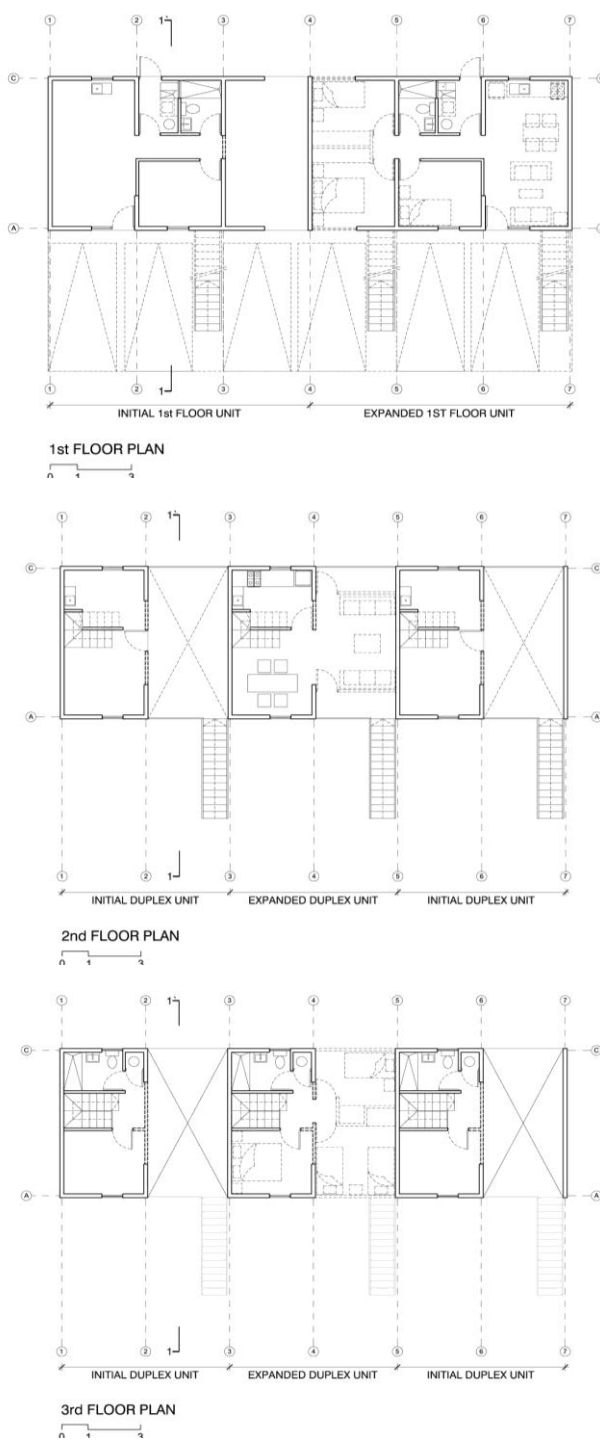 1 2 1' 3 4 5 6 7
C C
A A
1 2 1 3 4 5 6 7
INITIAL 1st FLOOR UNIT EXPANDED 1ST FLOOR UNIT
1st FLOOR PLAN
0 1 3
1 2 1' 3 4 5 6 7
C C
A A
1 2 1 3 4 5 6 7
INITIAL DUPLEX UNIT EXPANDED DUPLEX UNIT INITIAL DUPLEX UNIT
2nd FLOOR PLAN
0 1 3
1 2 1' 3 4 5 6 7
C C
A A
1 2 1 3 4 5 6 7
INITIAL DUPLEX UNIT EXPANDED DUPLEX UNIT INITIAL DUPLEX UNIT
3rd FLOOR PLAN
0 1 3